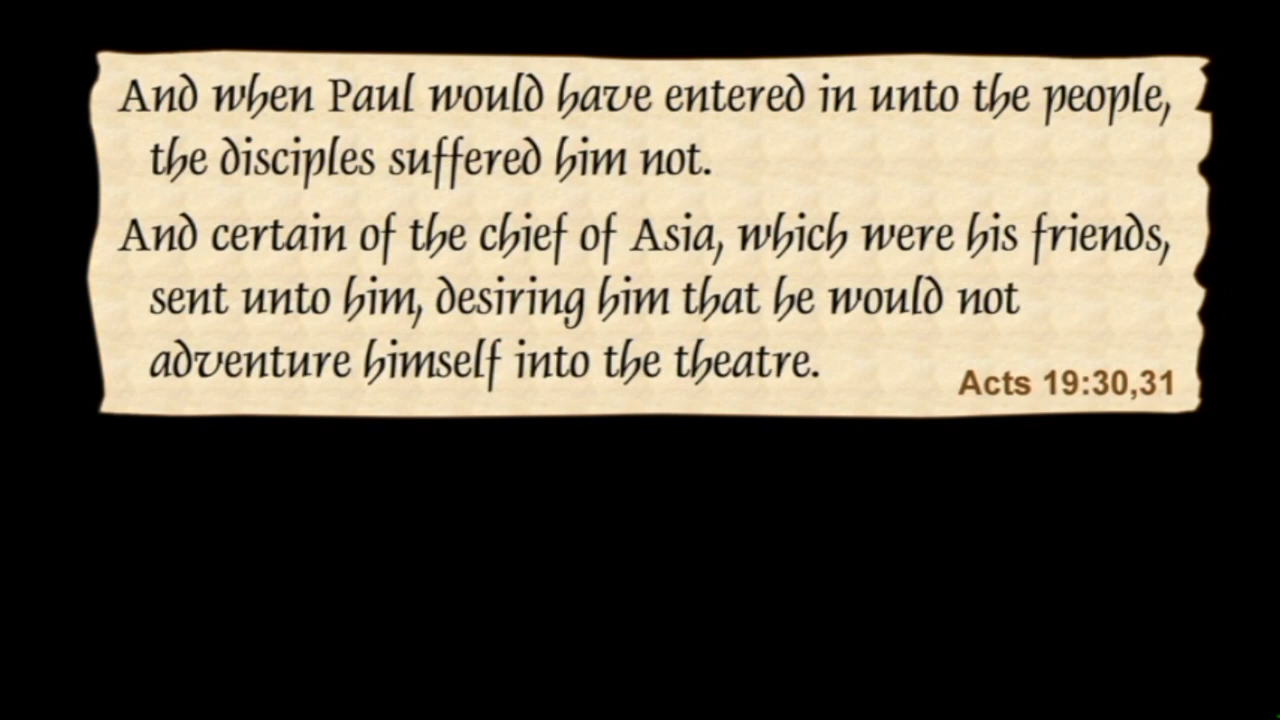 And when Paul would have entered in unto the people,
the disciples suffered him not.
And certain of the chief of Asia, which were his friends,
sent unto him, desiring him that he would not
adventure himself into the theatre.
Acts 19:30,31